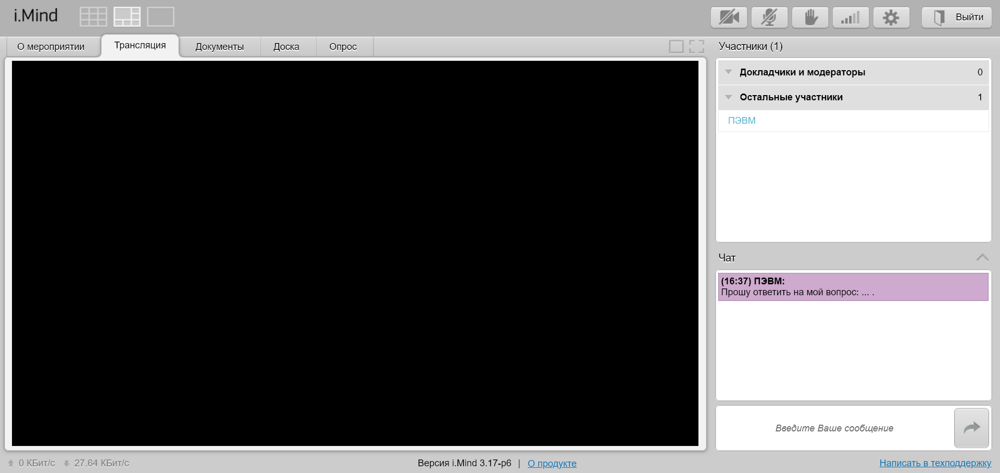 i.Mind
Выйти
О мероприятии
Трансляция
Документы
Доска
Опрос
Участники (1)
Докладчики и модераторы 0
Остальные участники 1
ПЭВМ
Чат
(16:37) ПЭВМ:
Прошу ответить на мой вопрос: ... .
Введите Ваше сообщение
0 КБит/с 27.64 КБит/с
Версия i.Mind 3.17-p6 | О продукте
Написать в техподдержку